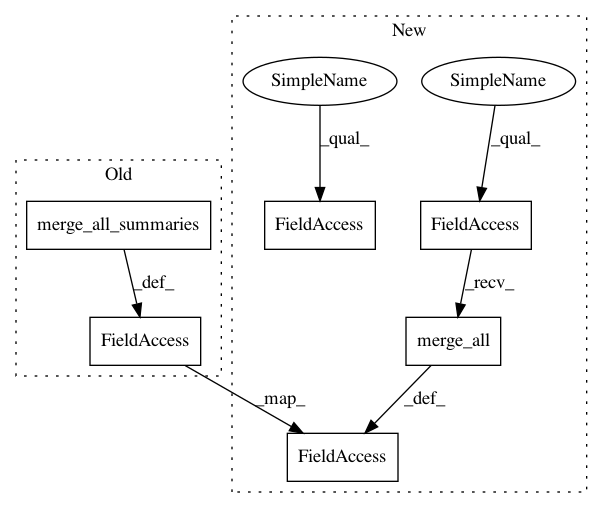 New
SimpleName
SimpleName
_qual_
_qual_
Old
merge_all_summaries
FieldAccess
FieldAccess
_def_
_recv_
FieldAccess
merge_all
_map_
_def_
FieldAccess